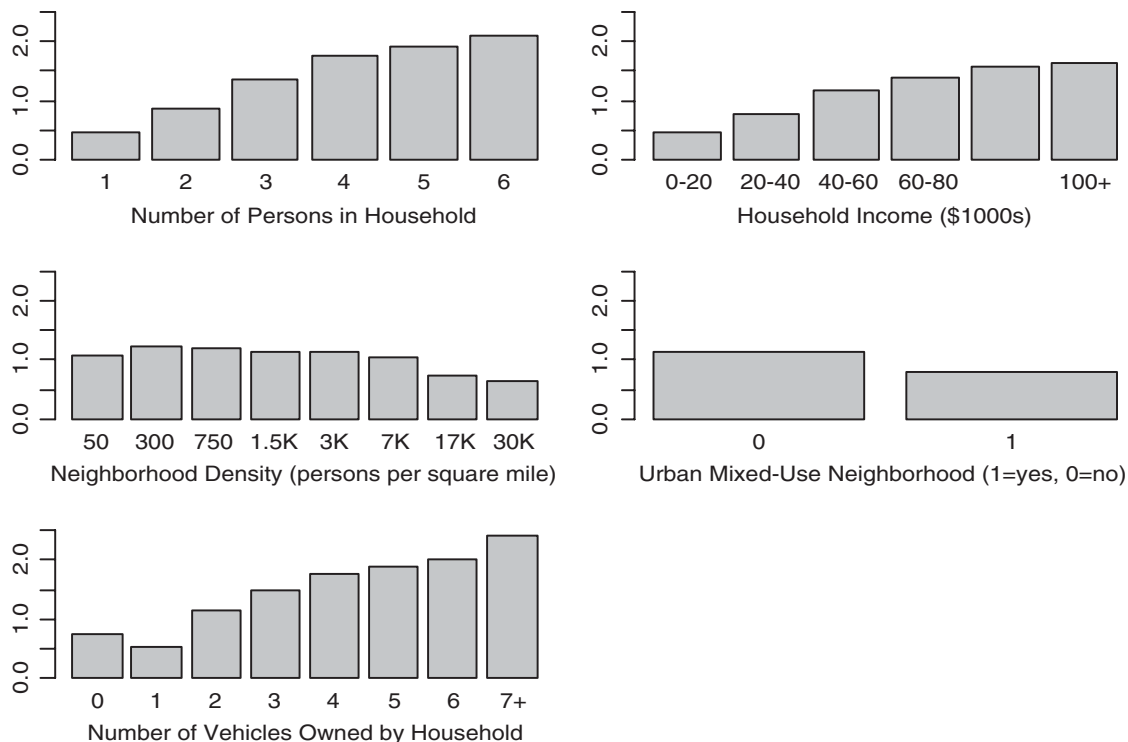 0.0 1.0 2.0
1 2 3 4 5 6
Number of Persons in Household
0.0 1.0 2.0
0-20 20-40 40-60 60-80 100+
Household Income ($1000s)
0.0 1.0 2.0
50 300 750 1.5K 3K 7K 17K 30K
Neighborhood Density (persons per square mile)
0.0 1.0 2.0
0 1
Urban Mixed-Use Neighborhood (1=yes, 0=no)
0.0 1.0 2.0
0 1 2 3 4 5 6 7+
Number of Vehicles Owned by Household